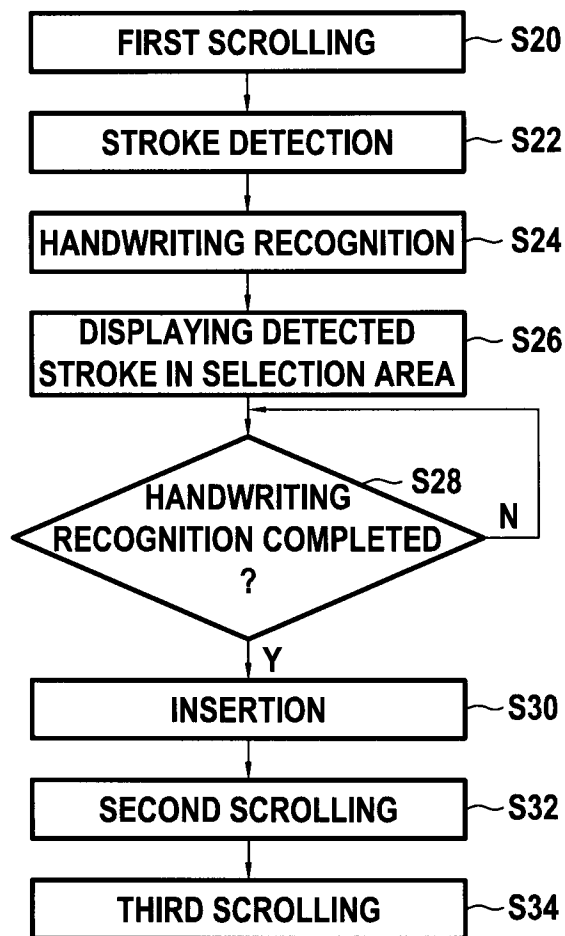 FIRST SCROLLING S20
STROKE DETECTION S22
HANDWRITING RECOGNITION S24
DISPLAYING DETECTED
STROKE IN SELECTION AREA S26
S28
HANDWRITING
RECOGNITION COMPLETED
?
N
Y
INSERTION S30
SECOND SCROLLING S32
THIRD SCROLLING S34